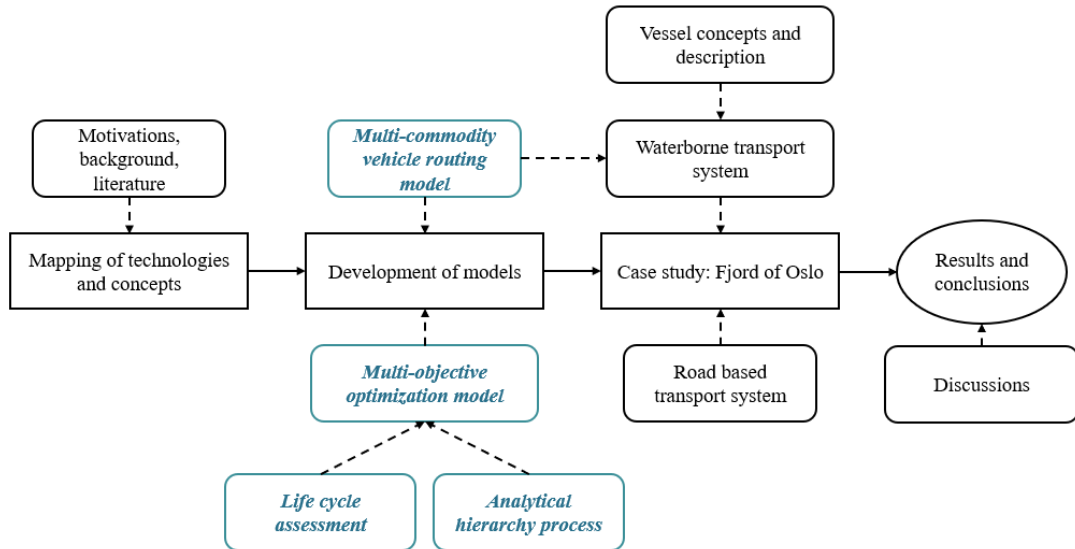 Vessel concepts and
description
Motivations,
background,
literature
Multi-commodity
vehicle routing
model
Waterborne transport
system
Mapping of technologies
and concepts
Development of models
Case study: Fjord of Oslo
Results and
conclusions
Multi-objective
optimization model
Road based
transport system
Discussions
Life cycle
assessment
Analytical
hierarchy process